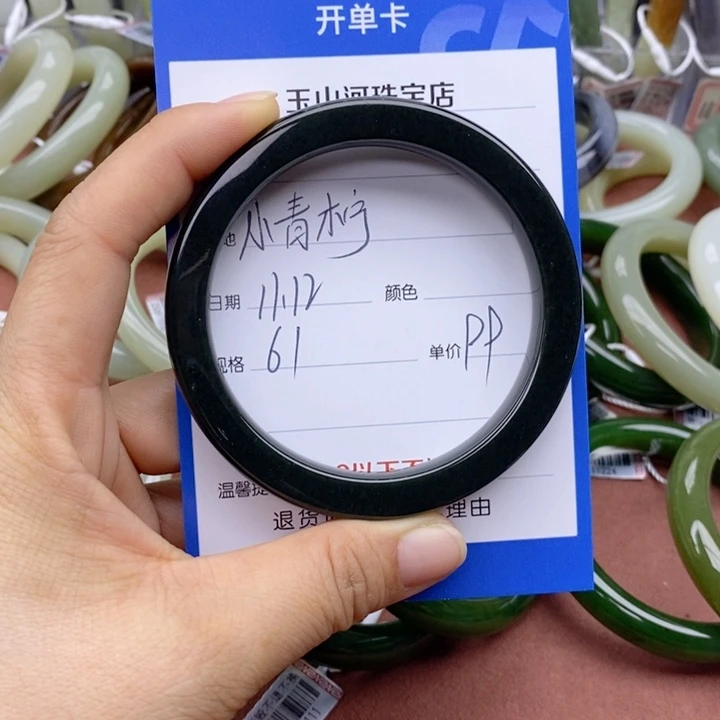 开单卡
玉山河珠宝店
小青柠
日期 11.12 颜色
规格 61 单价 PP
温馨提
退货 理由